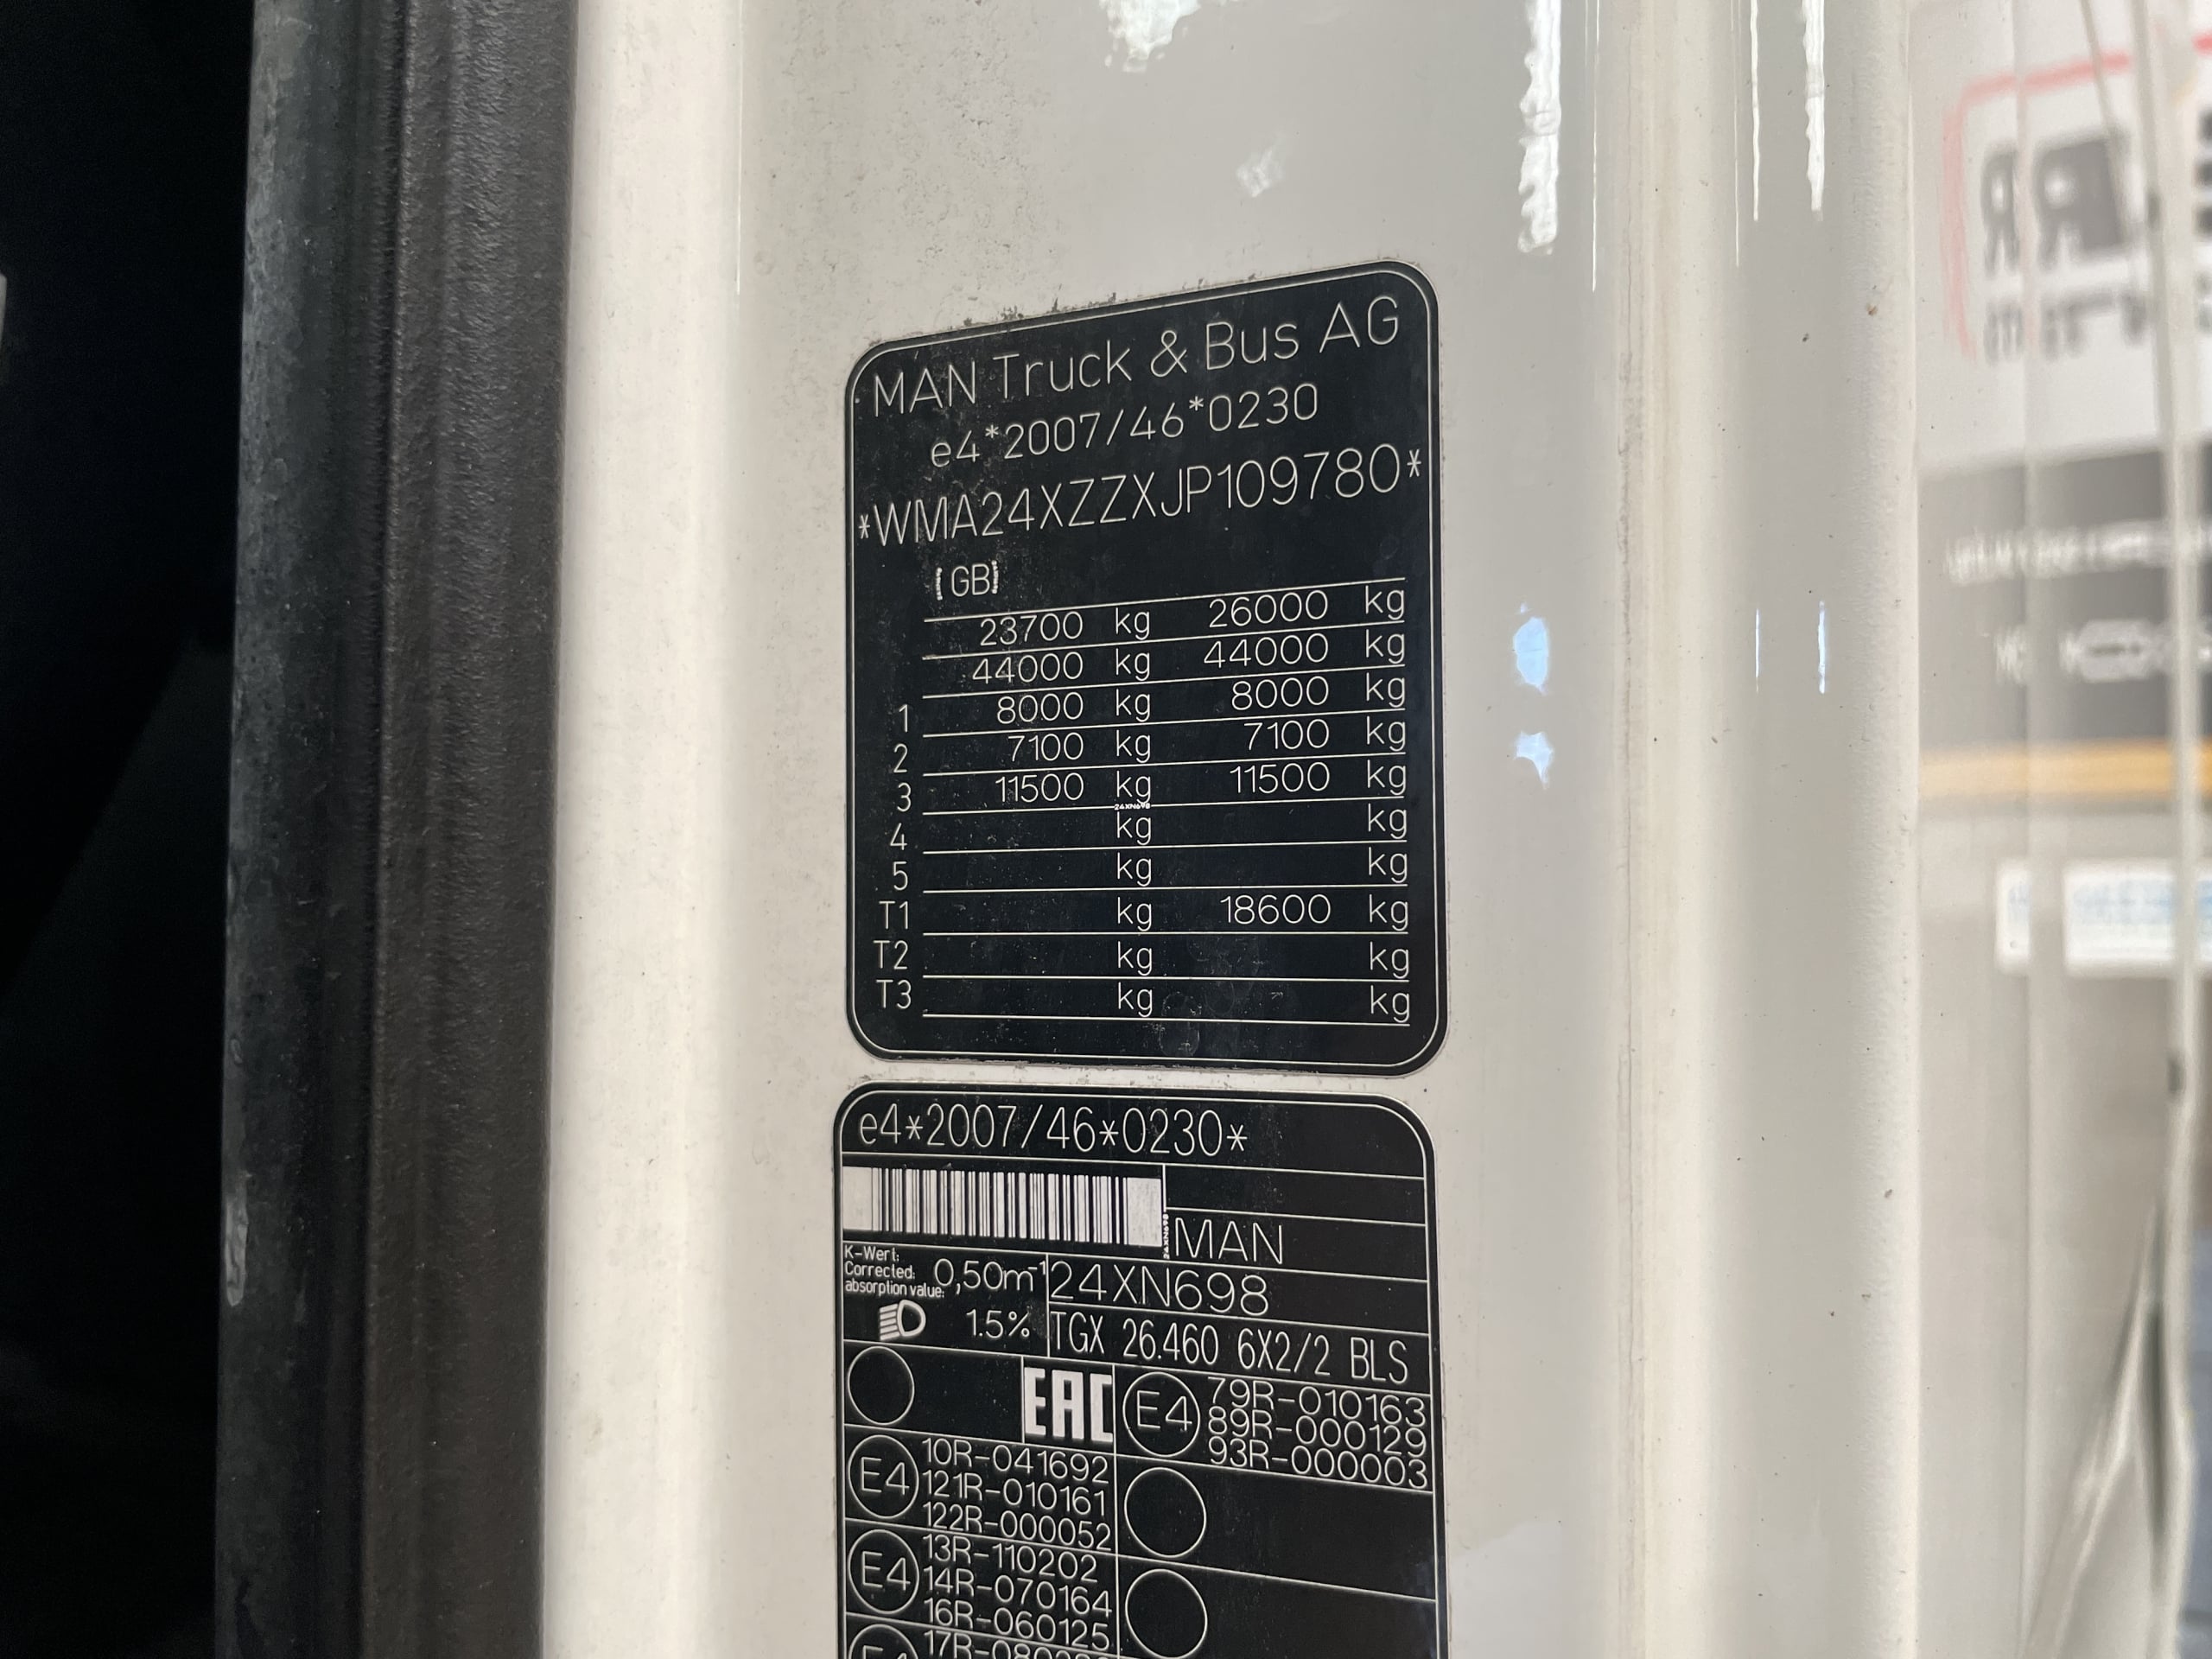 MAN Truck & Bus AG
e4*2007/46*0230
*WMA24XZZXJP109780*
[GB]
23700 kg 26000 kg
44000 kg 44000 kg
1 8000 kg 8000 kg
2 7100 kg 7100 kg
3 11500 kg 11500 kg
24XN698
4 kg kg
5 kg kg
T1 kg 18600 kg
T2 kg kg
T3 kg kg
e4*2007/46*0230*
24XN698
MAN
K-Wert:
Corrected:
absorption value:
0,50m⁻¹
24XN698
1.5%
TGX 26.460 6X2/2 BLS
EAC
E4
79R-010163
89R-000129
93R-000003
E4
10R-041692
121R-010161
122R-000052
E4
13R-110202
14R-070164
16R-060125